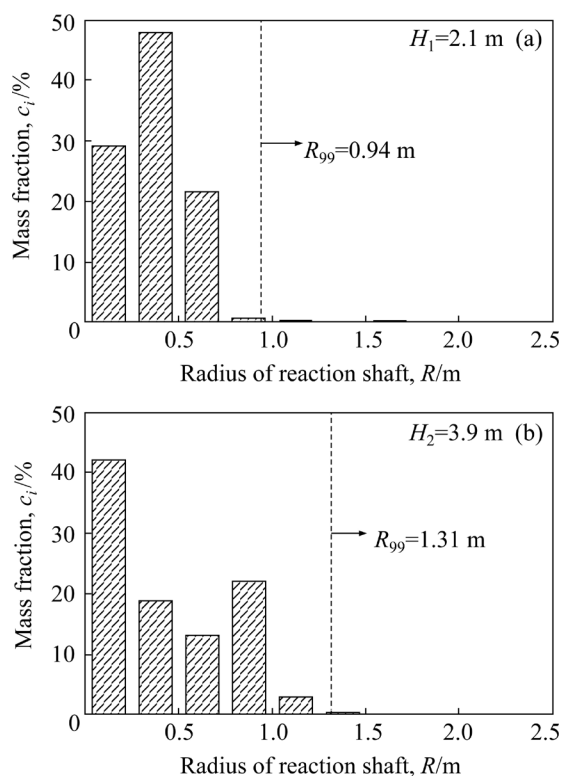 50
H₁=2.1 m (a)
40
30
R₉₉=0.94 m
20
10
0
0.5 1.0 1.5 2.0 2.5
Mass fraction, cᵢ/%
Radius of reaction shaft, R/m
50
H₂=3.9 m (b)
40
30
R₉₉=1.31 m
20
10
0
0.5 1.0 1.5 2.0 2.5
Mass fraction, cᵢ/%
Radius of reaction shaft, R/m